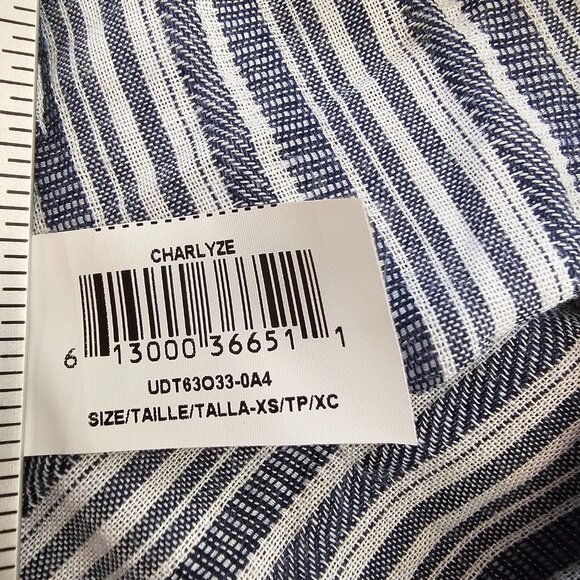 CHARLYZE
6 13000 36651 1
UDT63O33-0A4
SIZE/TAILLE/TALLA-XS/TP/XC